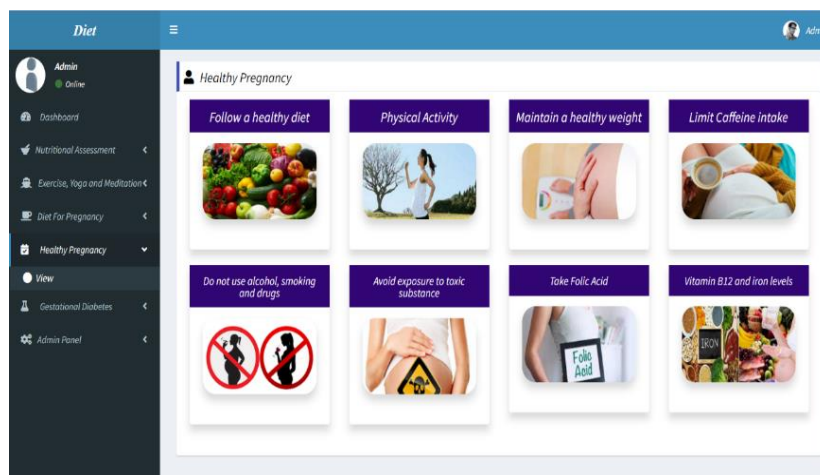 Diet
Adm
Admin
Online
Dashboard
Nutritional Assessment
Exercise, Yoga and Meditation
Diet For Pregnancy
Healthy Pregnancy
View
Gestational Diabetes
Admin Panel
Healthy Pregnancy
Follow a healthy diet
Physical Activity
Maintain a healthy weight
Limit Caffeine intake
Do not use alcohol, smoking
and drugs
Avoid exposure to toxic
substance
Take Folic Acid
Folic
Acid
Vitamin B12 and iron levels
IRON